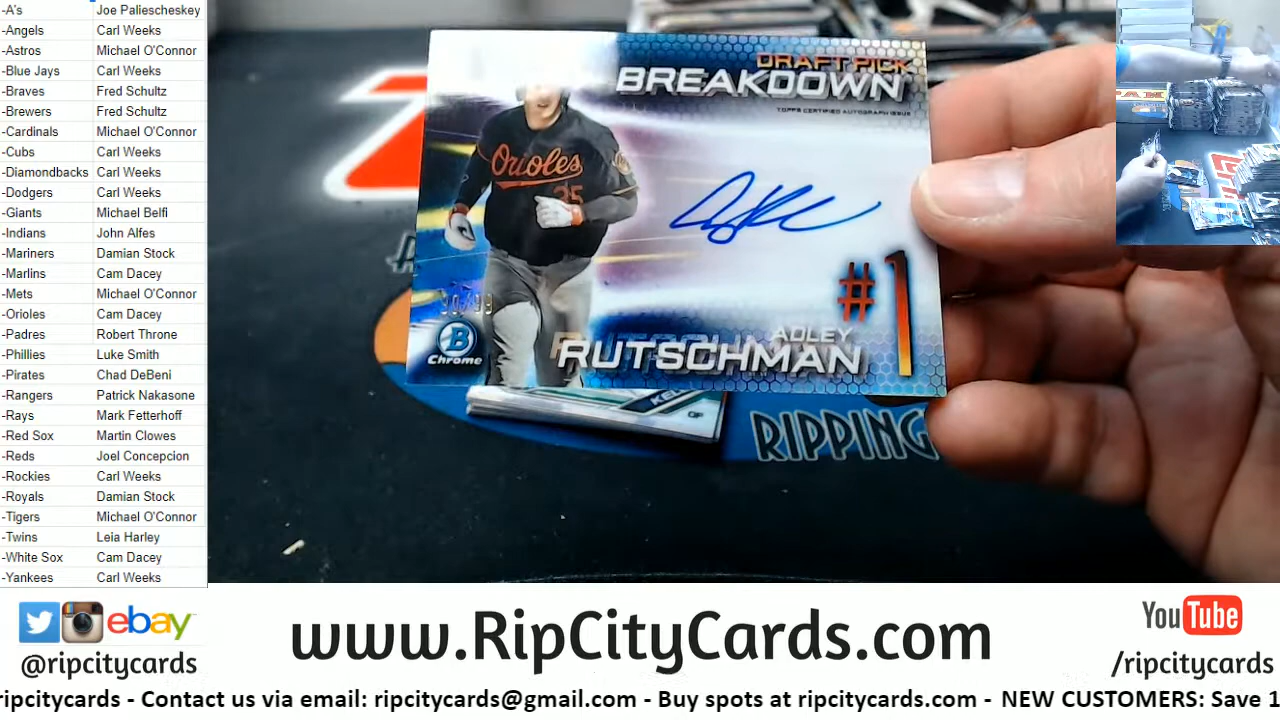 -A's Joe Paliescheskey
-Angels Carl Weeks
-Astros Michael O'Connor
-Blue Jays Carl Weeks
-Braves Fred Schultz
-Brewers Fred Schultz
-Cardinals Michael O'Connor
-Cubs Carl Weeks
-Diamondbacks Carl Weeks
-Dodgers Carl Weeks
-Giants Michael Belfi
-Indians John Alfes
-Mariners Damian Stock
-Marlins Cam Dacey
-Mets Michael O'Connor
-Orioles Cam Dacey
-Padres Robert Throne
-Phillies Luke Smith
-Pirates Chad DeBeni
-Rangers Patrick Nakasone
-Rays Mark Fetterhoff
-Red Sox Martin Clowes
-Reds Joel Concepcion
-Rockies Carl Weeks
-Royals Damian Stock
-Tigers Michael O'Connor
-Twins Leia Harley
-White Sox Cam Dacey
-Yankees Carl Weeks
DRAFT PICK
BREAKDOWN
TOPPS CERTIFIED AUTOGRAPH ISSUE
Orioles
35
#1
B
Chrome
ADLEY
RUTSCHMAN
OF
RIPPING
ebay
@ripcitycards
www.RipCityCards.com
YouTube
/ripcitycards
ripcitycards - Contact us via email: ripcitycards@gmail.com - Buy spots at ripcitycards.com - NEW CUSTOMERS: Save 1